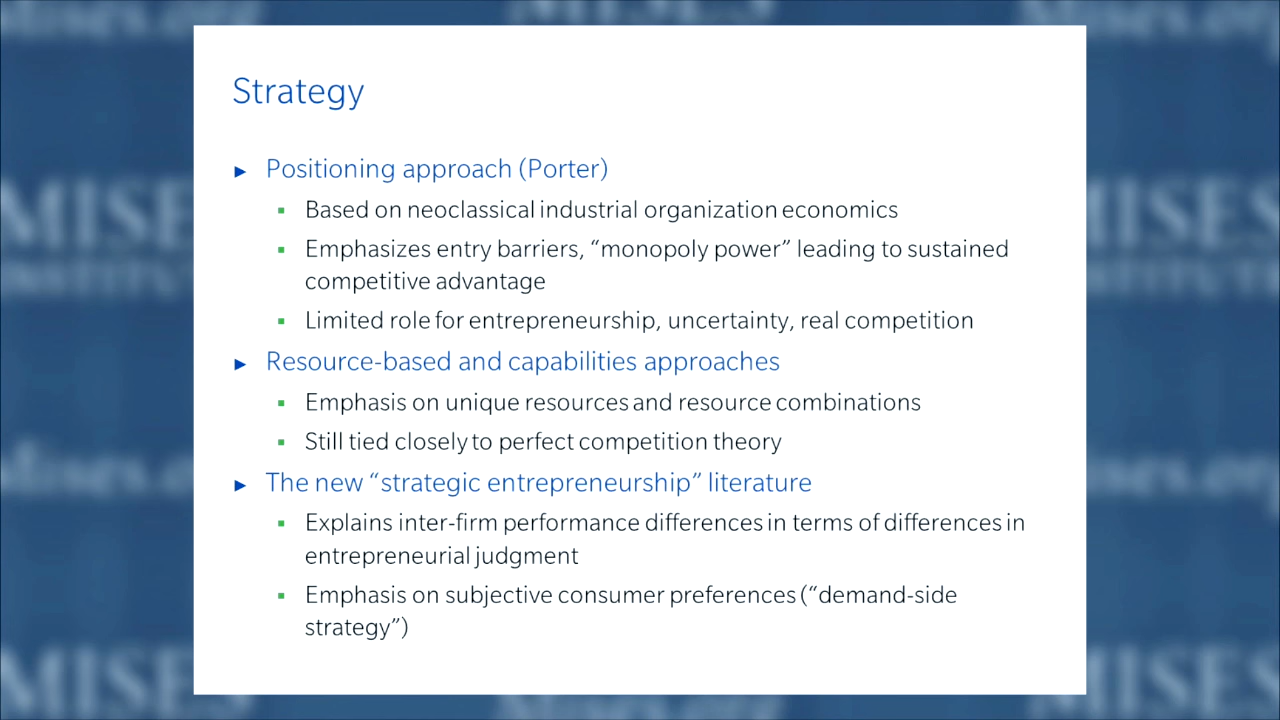 Strategy
Positioning approach (Porter)
Based on neoclassical industrial organization economics
Emphasizes entry barriers, “monopoly power” leading to sustained
competitive advantage
Limited role for entrepreneurship, uncertainty, real competition
Resource-based and capabilities approaches
Emphasis on unique resources and resource combinations
Still tied closely to perfect competition theory
The new “strategic entrepreneurship” literature
Explains inter-firm performance differences in terms of differences in
entrepreneurial judgment
Emphasis on subjective consumer preferences (“demand-side
strategy”)